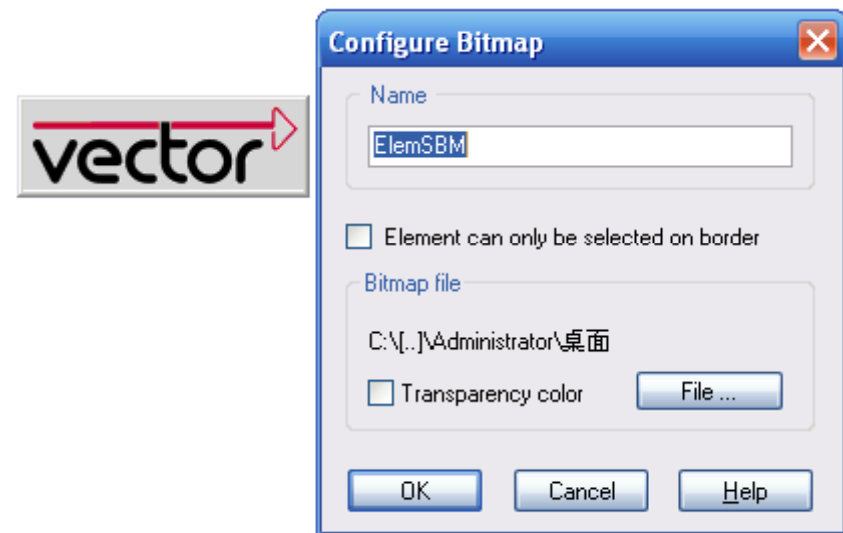 vector
Configure Bitmap
Name
ElemSBM
Element can only be selected on border
Bitmap file
C:\[..]\Administrator\桌面
Transparency color
File ...
OK
Cancel
Help